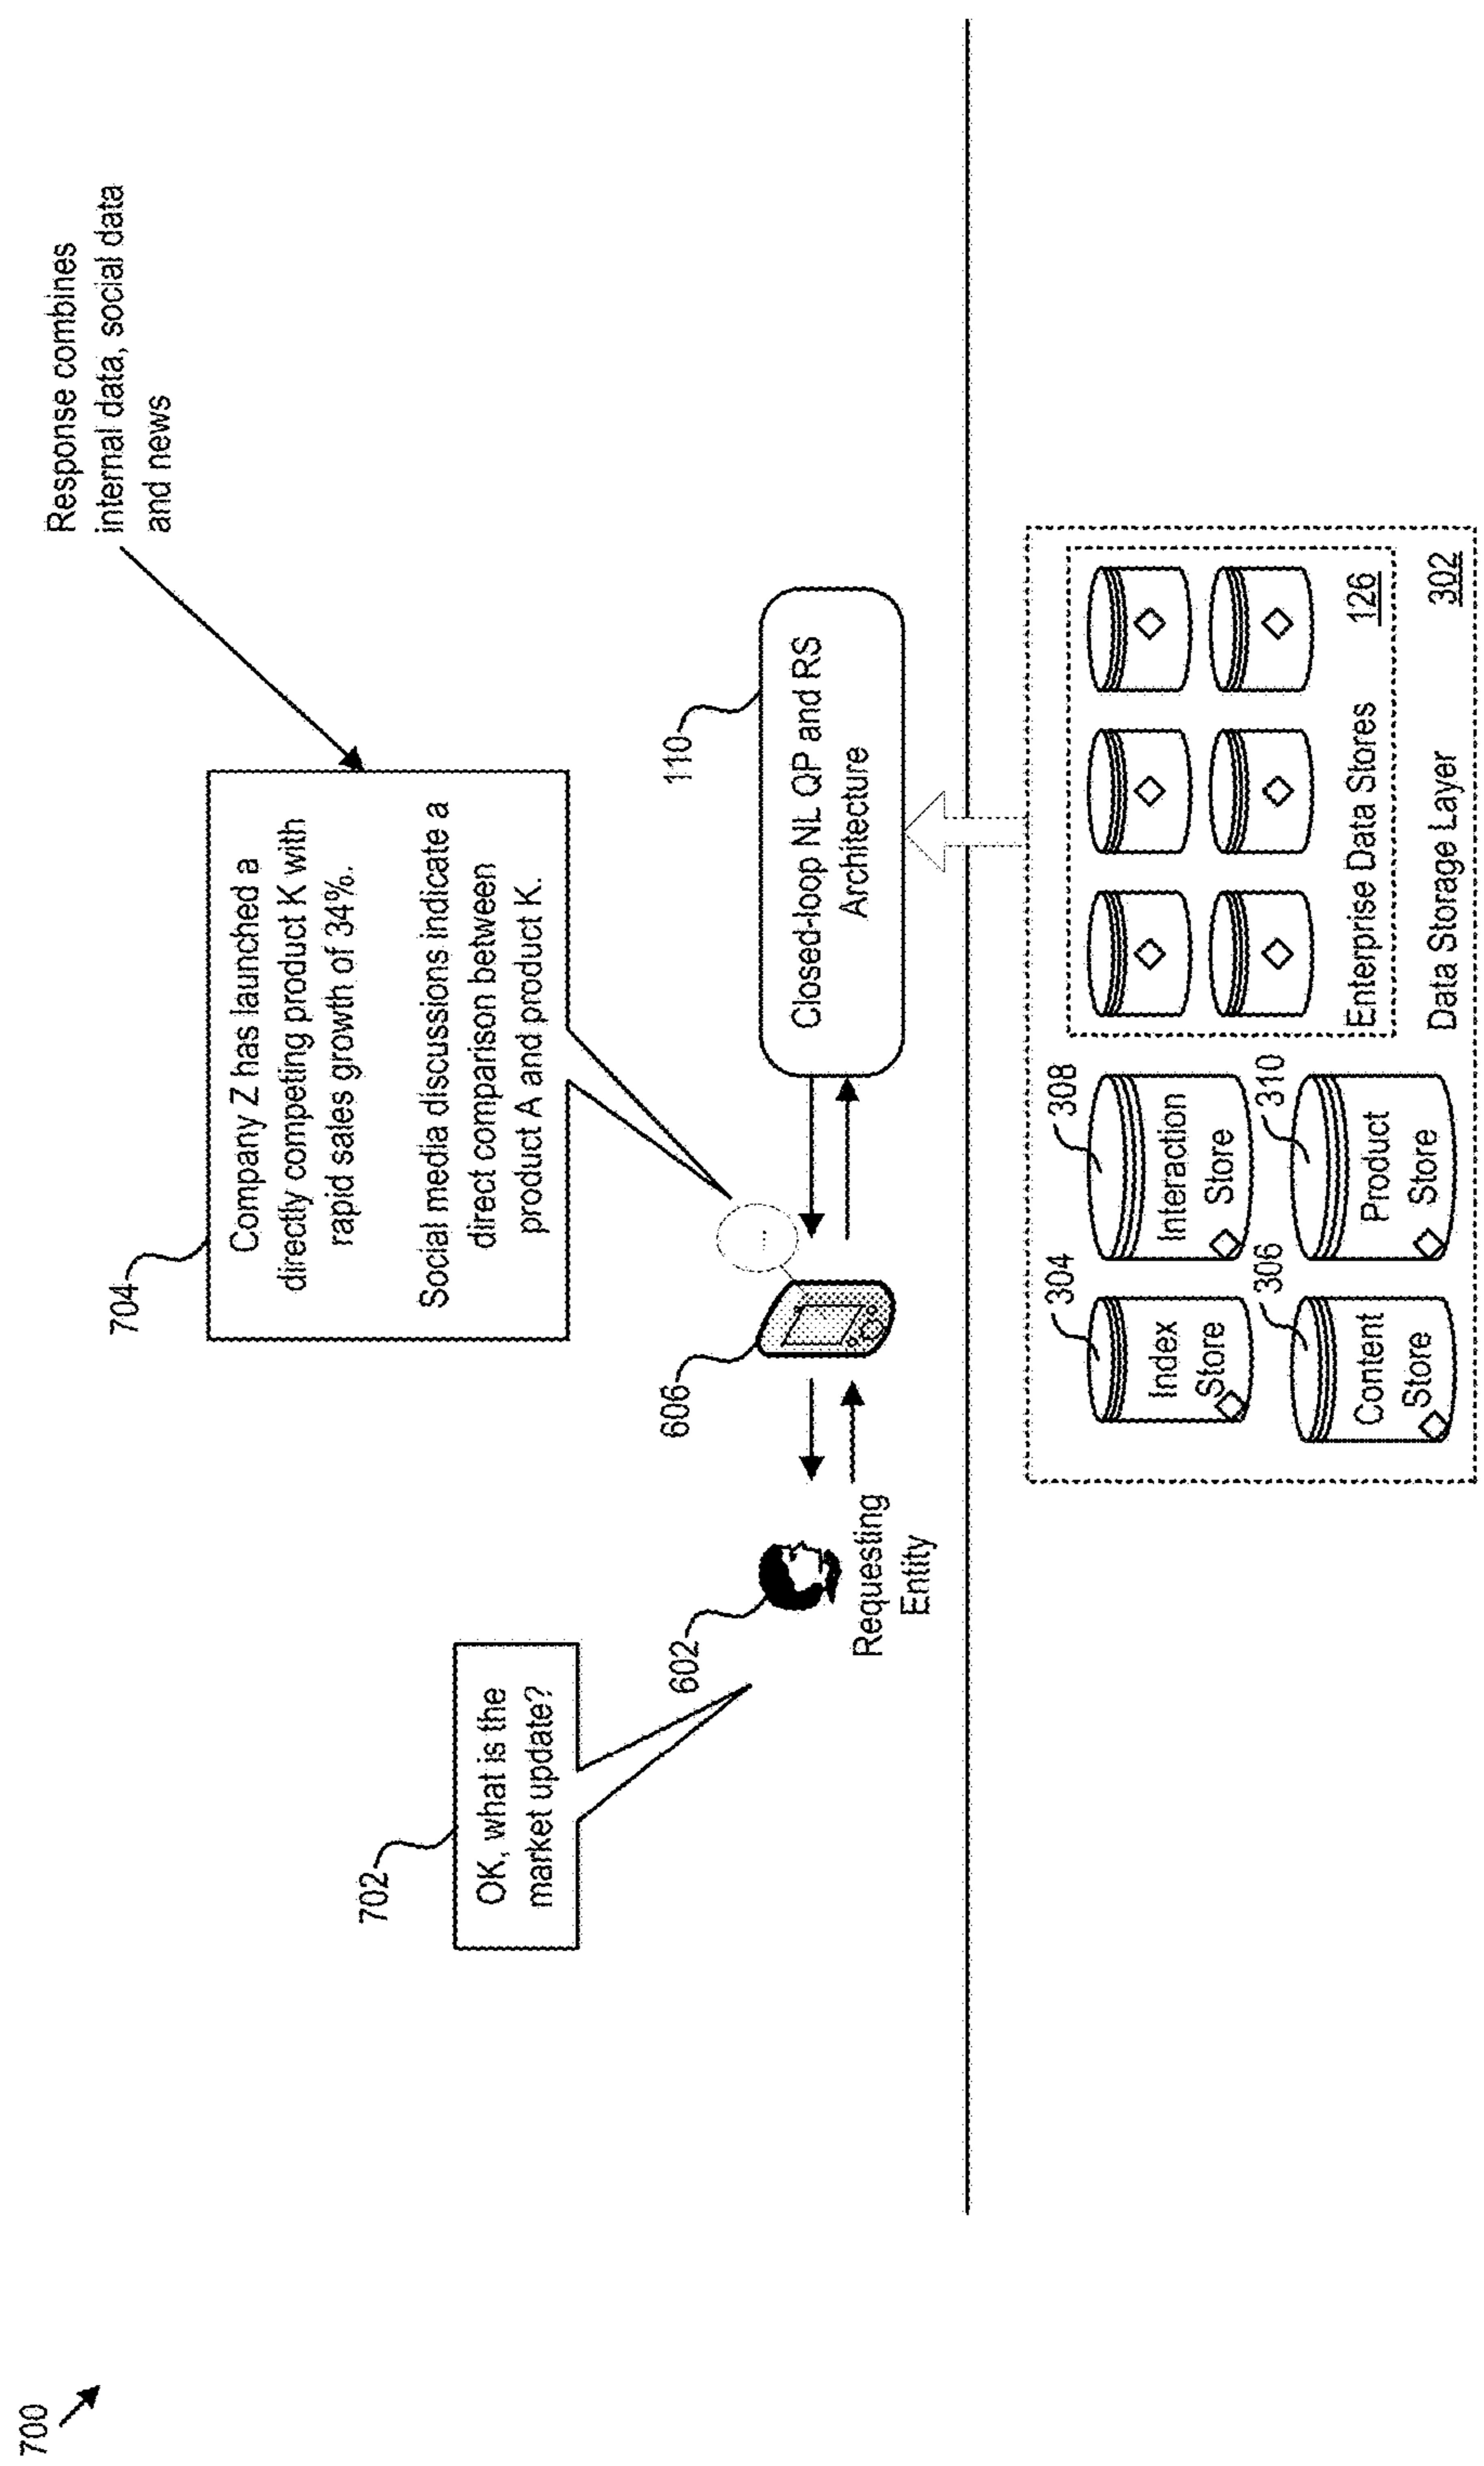 700
Response combines
internal data, social data
and news
704
Company Z has launched a
directly competing product K with
rapid sales growth of 34%.
Social media discussions indicate a
direct comparison between
product A and product K.
702
OK, what is the
market update?
602
Requesting
Entity
606
...
110
Closed-loop NL QP and RS
Architecture
304
Index
Store
308
Interaction
Store
306
Content
Store
310
Product
Store
Enterprise Data Stores
126
Data Storage Layer
302